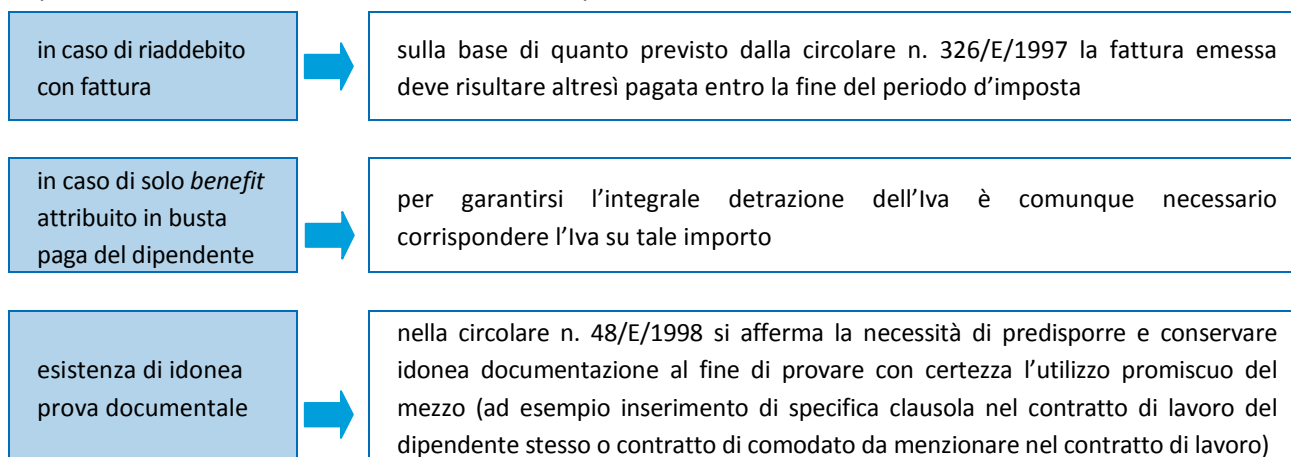 in caso di riaddebito
con fattura
sulla base di quanto previsto dalla circolare n. 326/E/1997 la fattura emessa
deve risultare altresì pagata entro la fine del periodo d’imposta
in caso di solo benefit
attribuito in busta
paga del dipendente
per garantirsi l’integrale detrazione dell’Iva è comunque necessario
corrispondere l’Iva su tale importo
esistenza di idonea
prova documentale
nella circolare n. 48/E/1998 si afferma la necessità di predisporre e conservare
idonea documentazione al fine di provare con certezza l’utilizzo promiscuo del
mezzo (ad esempio inserimento di specifica clausola nel contratto di lavoro del
dipendente stesso o contratto di comodato da menzionare nel contratto di lavoro)